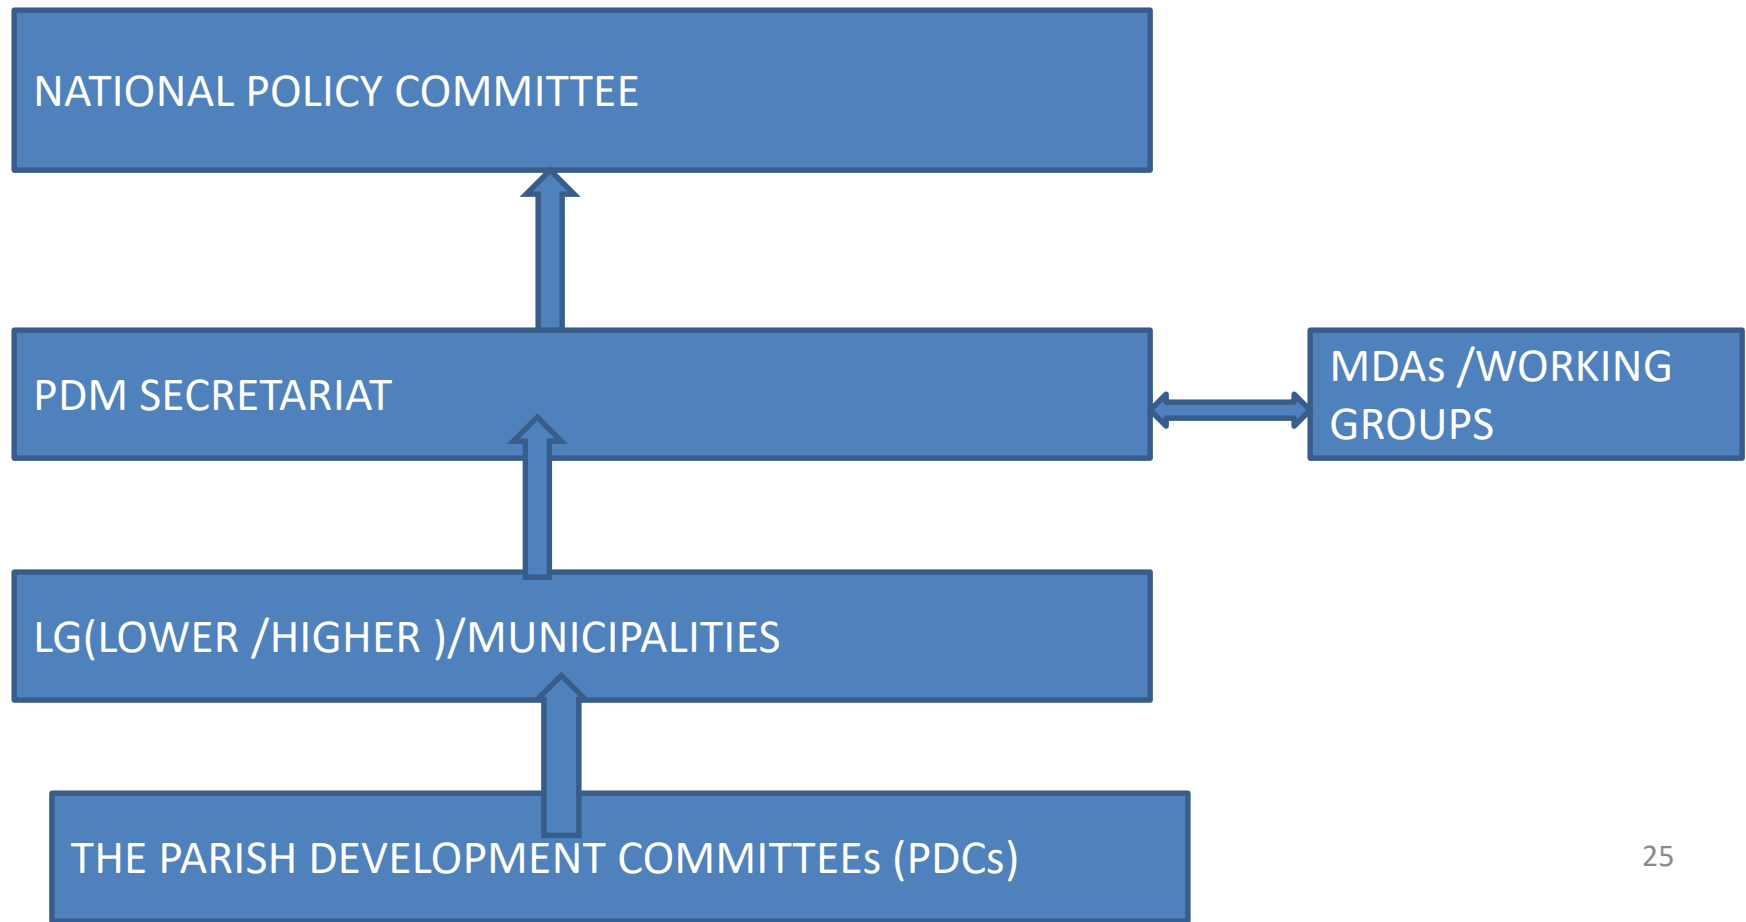 NATIONAL POLICY COMMITTEE
PDM SECRETARIAT
MDAs /WORKING
GROUPS
LG(LOWER /HIGHER )/MUNICIPALITIES
THE PARISH DEVELOPMENT COMMITTEEs (PDCs)
25